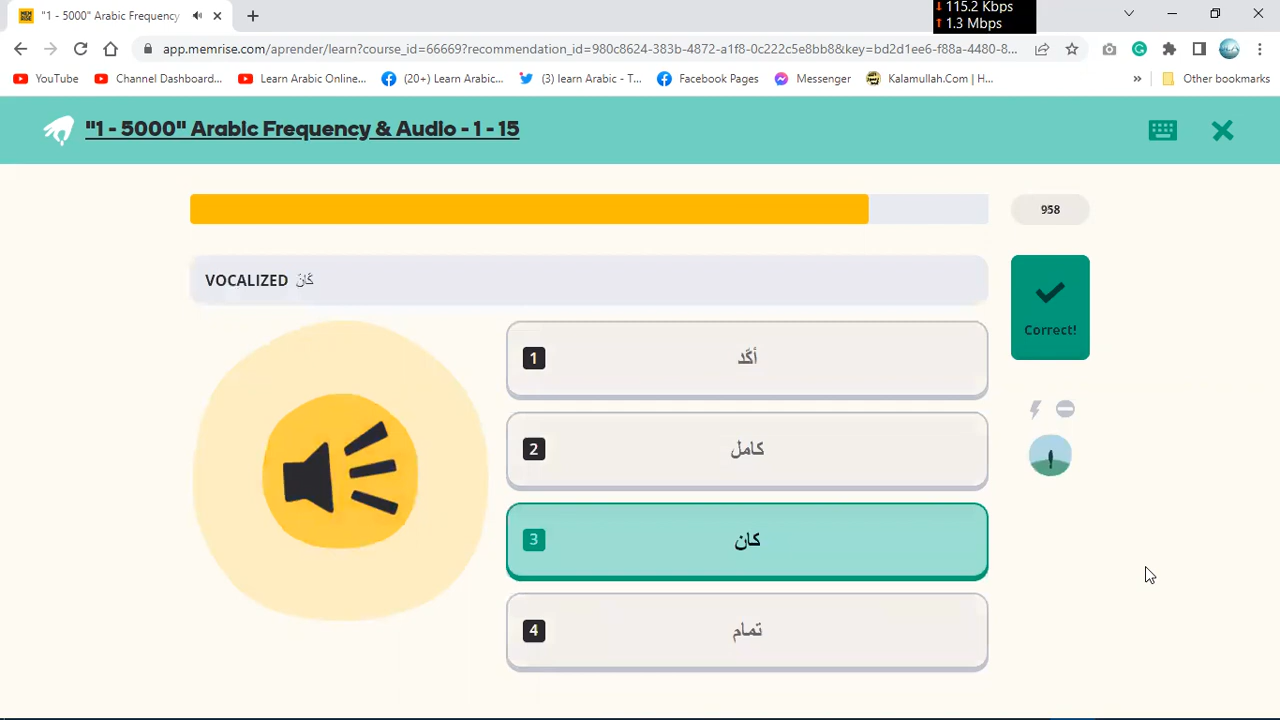 "1 - 5000" Arabic Frequency
115.2 Kbps
1.3 Mbps
app.memrise.com/aprender/learn?course_id=66669?recommendation_id=980c8624-383b-4872-a1f8-0c222c5e8bb8&key=bd2d1ee6-f88a-4480-8...
YouTube
Channel Dashboard...
Learn Arabic Online...
(20+) Learn Arabic...
(3) learn Arabic - T...
Facebook Pages
Messenger
Kalamullah.Com | H...
»
Other bookmarks
"1 - 5000" Arabic Frequency & Audio - 1 - 15
958
VOCALIZED كَانَ
Correct!
1 أكّد
2 كامل
3 كان
4 تمام